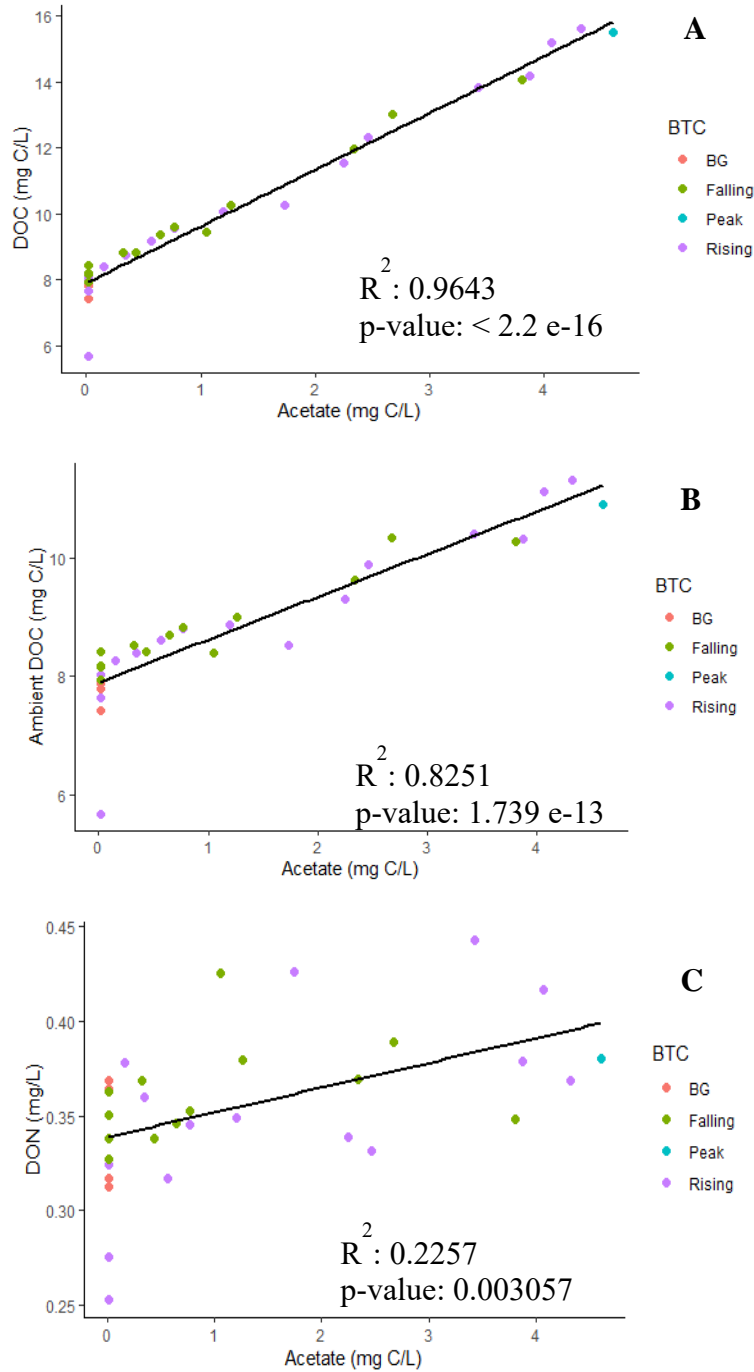 A
16
14
12
10
8
6
DOC (mg C/L)
0 1 2 3 4
Acetate (mg C/L)
R2: 0.9643
p-value: < 2.2 e-16
BTC
BG
Falling
Peak
Rising
B
10
8
6
Ambient DOC (mg C/L)
0 1 2 3 4
Acetate (mg C/L)
R2: 0.8251
p-value: 1.739 e-13
BTC
BG
Falling
Peak
Rising
C
0.45
0.40
0.35
0.30
0.25
DON (mg/L)
0 1 2 3 4
Acetate (mg C/L)
R2: 0.2257
p-value: 0.003057
BTC
BG
Falling
Peak
Rising